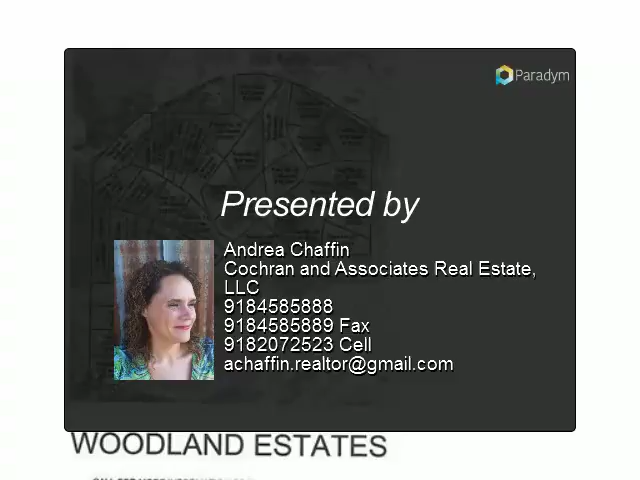 Paradym
Presented by
Andrea Chaffin
Cochran and Associates Real Estate,
LLC
9184585888
9184585889 Fax
9182072523 Cell
achaffin.realtor@gmail.com
WOODLAND ESTATES